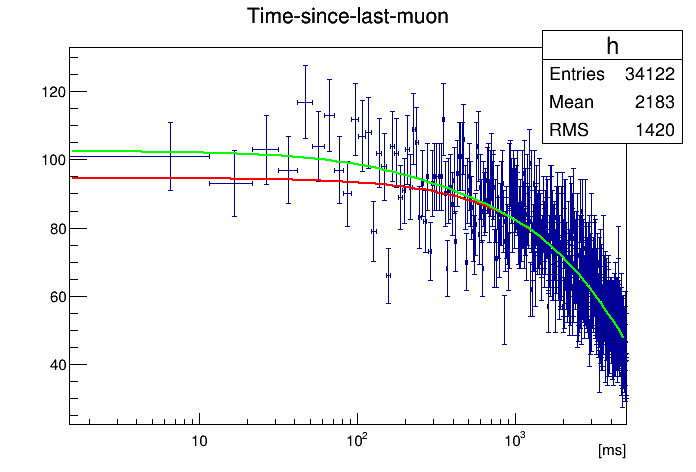 Time-since-last-muon
h
Entries 34122
Mean 2183
RMS 1420
120
100
80
60
40
10
10²
10³
[ms]